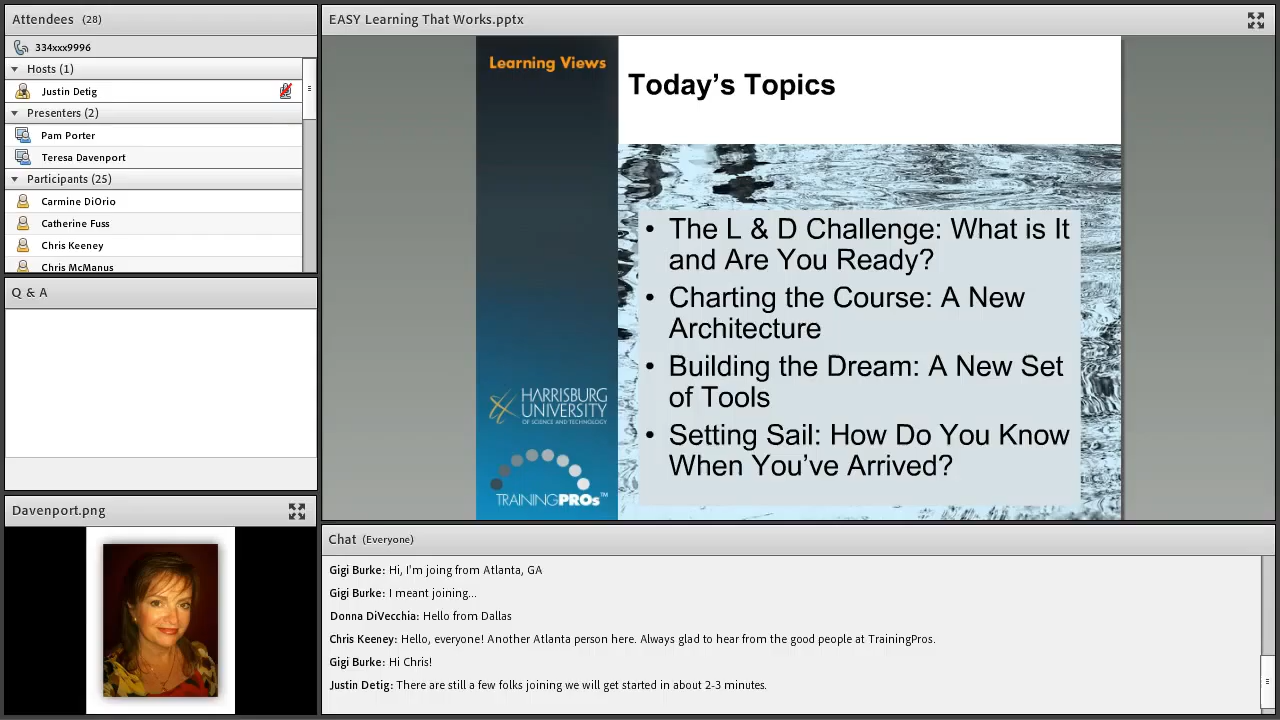 Attendees (28)
334xxx9996
Hosts (1)
Justin Detig
Presenters (2)
Pam Porter
Teresa Davenport
Participants (25)
Carmine DiOrio
Catherine Fuss
Chris Keeney
Chris McManus
Q & A
Davenport.png
EASY Learning That Works.pptx
Learning Views
HARRISBURG
UNIVERSITY
OF SCIENCE AND TECHNOLOGY
TRAININGPROs™
Today’s Topics
• The L & D Challenge: What is It
and Are You Ready?
• Charting the Course: A New
Architecture
• Building the Dream: A New Set
of Tools
• Setting Sail: How Do You Know
When You’ve Arrived?
Chat (Everyone)
Gigi Burke: Hi, I'm joing from Atlanta, GA
Gigi Burke: I meant joining...
Donna DiVecchia: Hello from Dallas
Chris Keeney: Hello, everyone! Another Atlanta person here. Always glad to hear from the good people at TrainingPros.
Gigi Burke: Hi Chris!
Justin Detig: There are still a few folks joining we will get started in about 2-3 minutes.